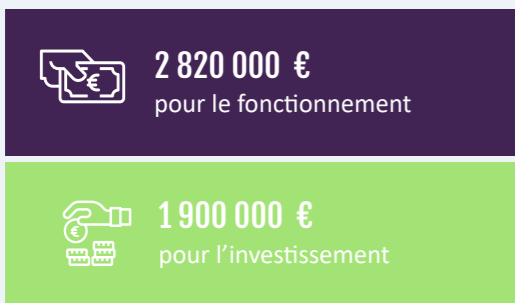 2 820 000 €
pour le fonctionnement
€
1 900 000 €
pour l'investissement
€